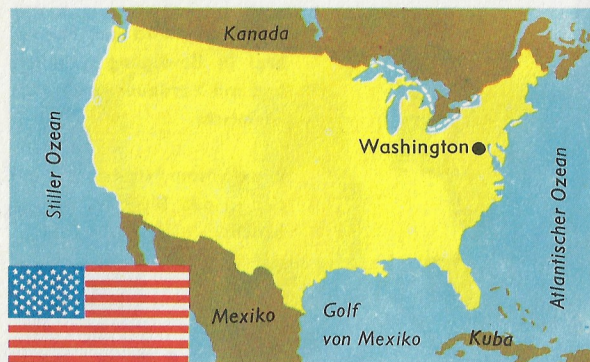 Kanada
Stiller Ozean
Washington
Atlantischer Ozean
Mexiko
Golf
von Mexiko
Kuba